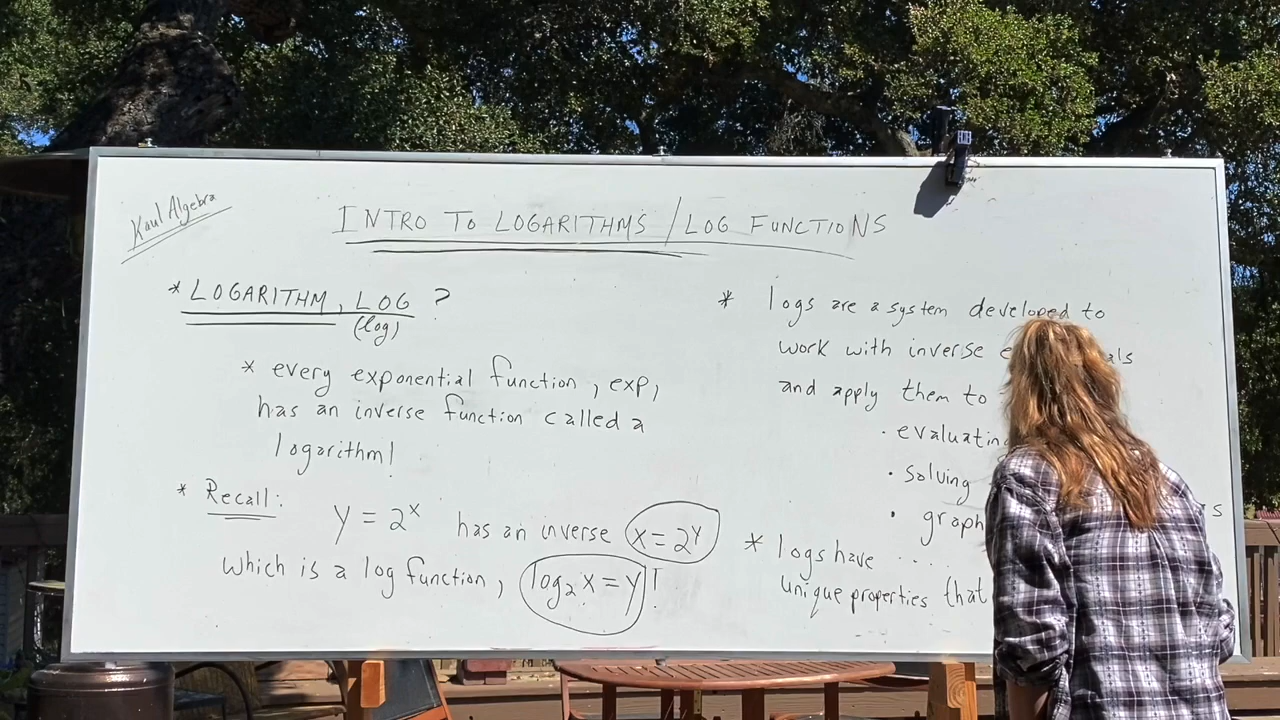 Kaul Algebra
INTRO TO LOGARITHMS / LOG FUNCTIONS
* LOGARITHM, LOG ?
(log)
* every exponential function, exp,
has an inverse function called a
logarithm!
* Recall:
y = 2^x has an inverse x = 2^y
which is a log function, log₂x = y!
* logs are a system developed to
work with inverse
and apply them to
• evaluating
• solving
• graph
* logs have ...
unique properties that